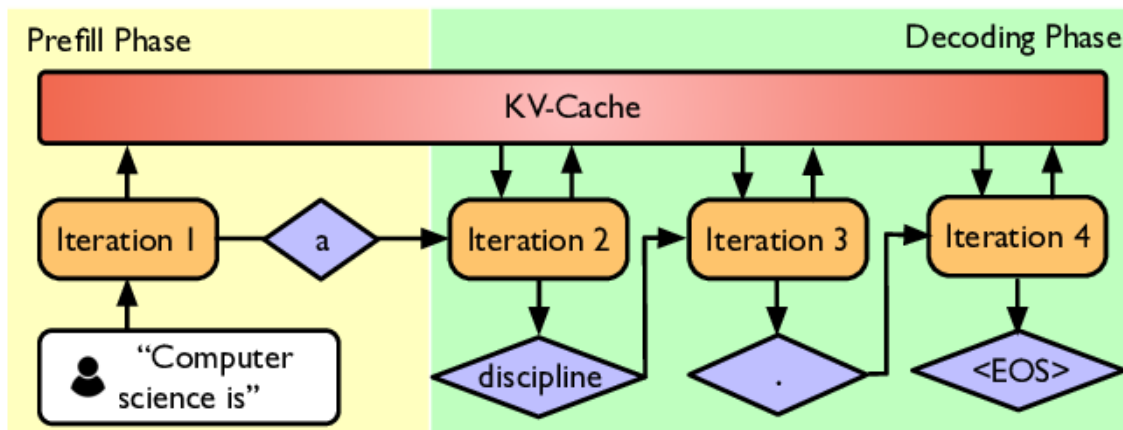 Prefill Phase
Decoding Phase
KV-Cache
Iteration 1
a
Iteration 2
Iteration 3
Iteration 4
“Computer
science is”
discipline
.
<EOS>